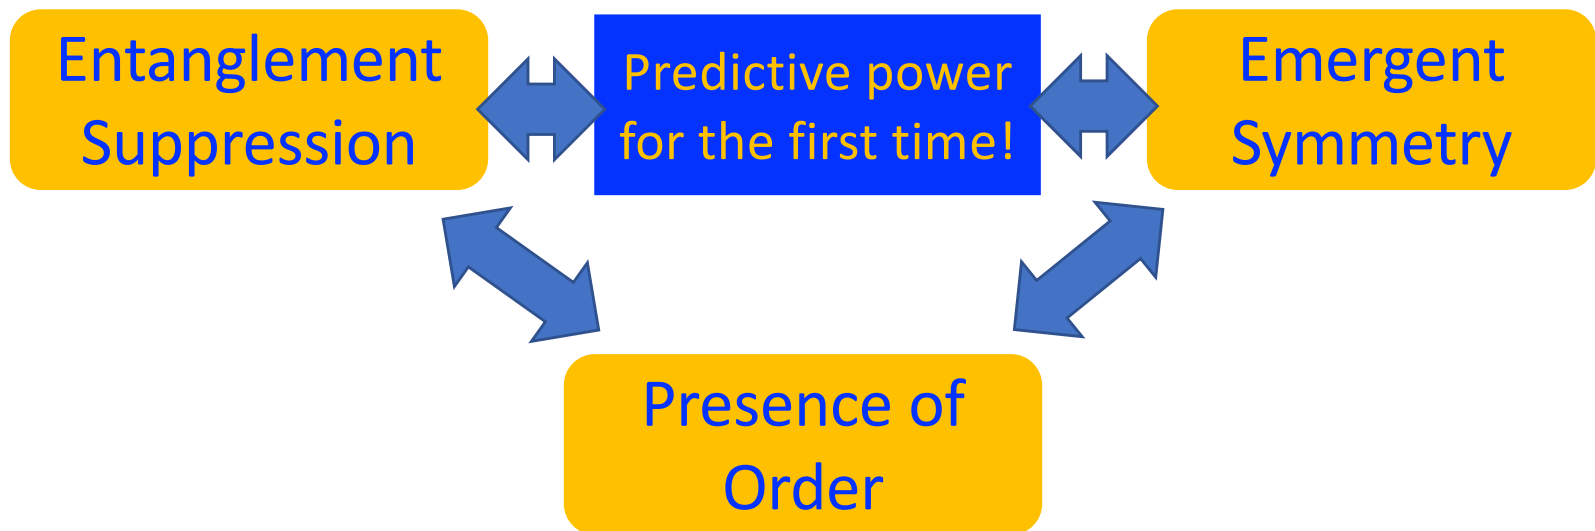 Entanglement
Suppression
Predictive power
for the first time!
Emergent
Symmetry
Presence of
Order